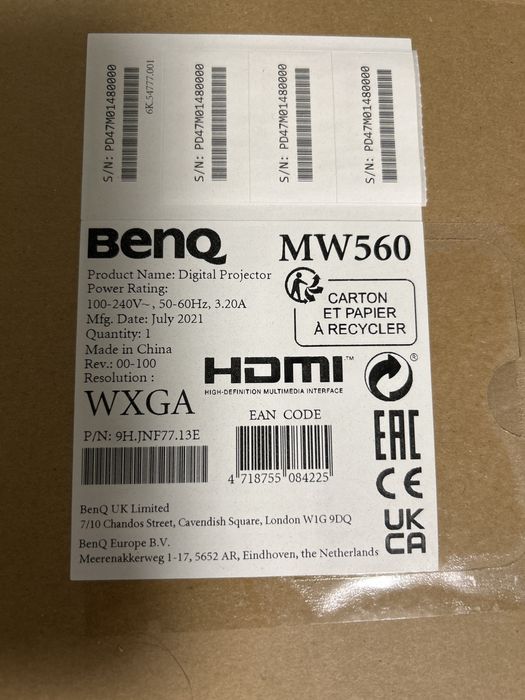 S/N: PD47M01480000
6K.54777.001
S/N: PD47M01480000
S/N: PD47M01480000
S/N: PD47M01480000
BenQ MW560
Product Name: Digital Projector
Power Rating:
100-240V~, 50-60Hz, 3.20A
Mfg. Date: July 2021
Quantity: 1
Made in China
Rev.: 00-100
Resolution :
WXGA
P/N: 9H.JNF77.13E
CARTON
ET PAPIER
À RECYCLER
HDMI™
HIGH-DEFINITION MULTIMEDIA INTERFACE
®
EAN CODE
4 718755 084225
EAC
CE
UK
CA
BenQ UK Limited
7/10 Chandos Street, Cavendish Square, London W1G 9DQ
BenQ Europe B.V.
Meerenakkerweg 1-17, 5652 AR, Eindhoven, the Netherlands